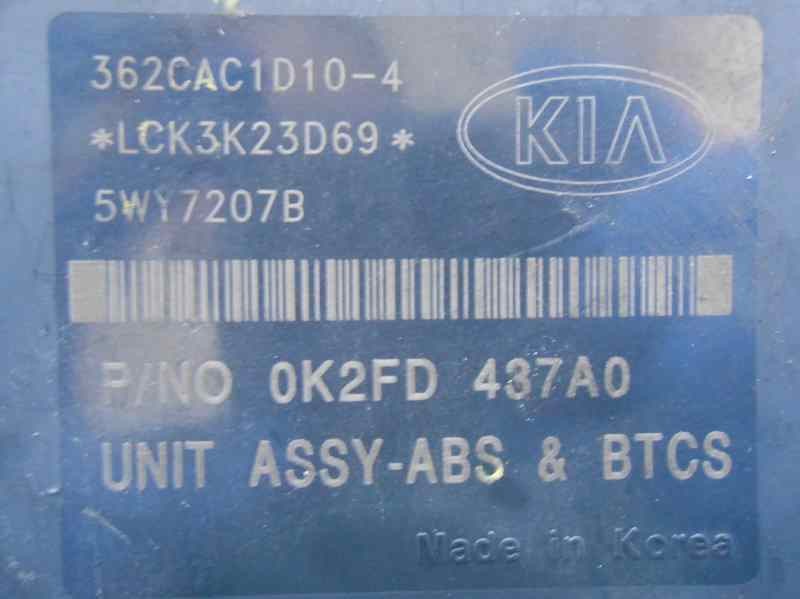 362CAC1D10-4
*LCK3K23D69*
KIA
5WY7207B
P/NO 0K2FD 437A0
UNIT ASSY-ABS & BTCS
Made in Korea